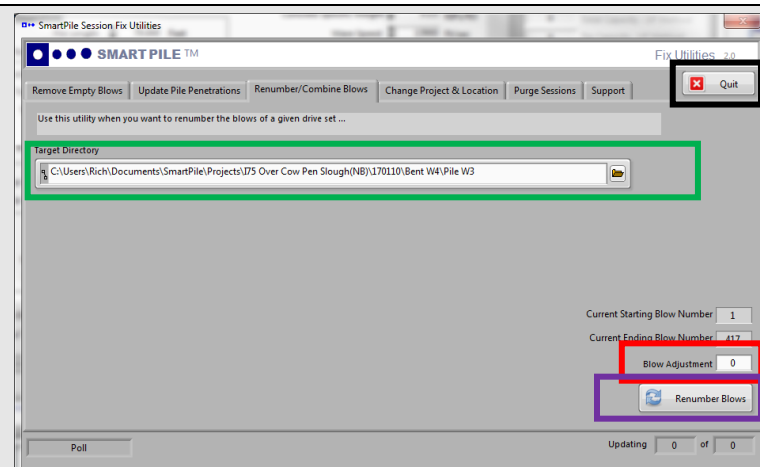 SmartPile Session Fix Utilities
SMARTPILE TM
Fix Utilities 2.0
Remove Empty Blows Update Pile Penetrations Renumber/Combine Blows Change Project & Location Purge Sessions Support
Quit
Use this utility when you want to renumber the blows of a given drive set ...
Target Directory
C:\Users\Rich\Documents\SmartPile\Projects\I75 Over Cow Pen Slough(NB)\170110\Bent W4\Pile W3
Current Starting Blow Number 1
Current Ending Blow Number 417
Blow Adjustment 0
Renumber Blows
Poll
Updating 0 of 0